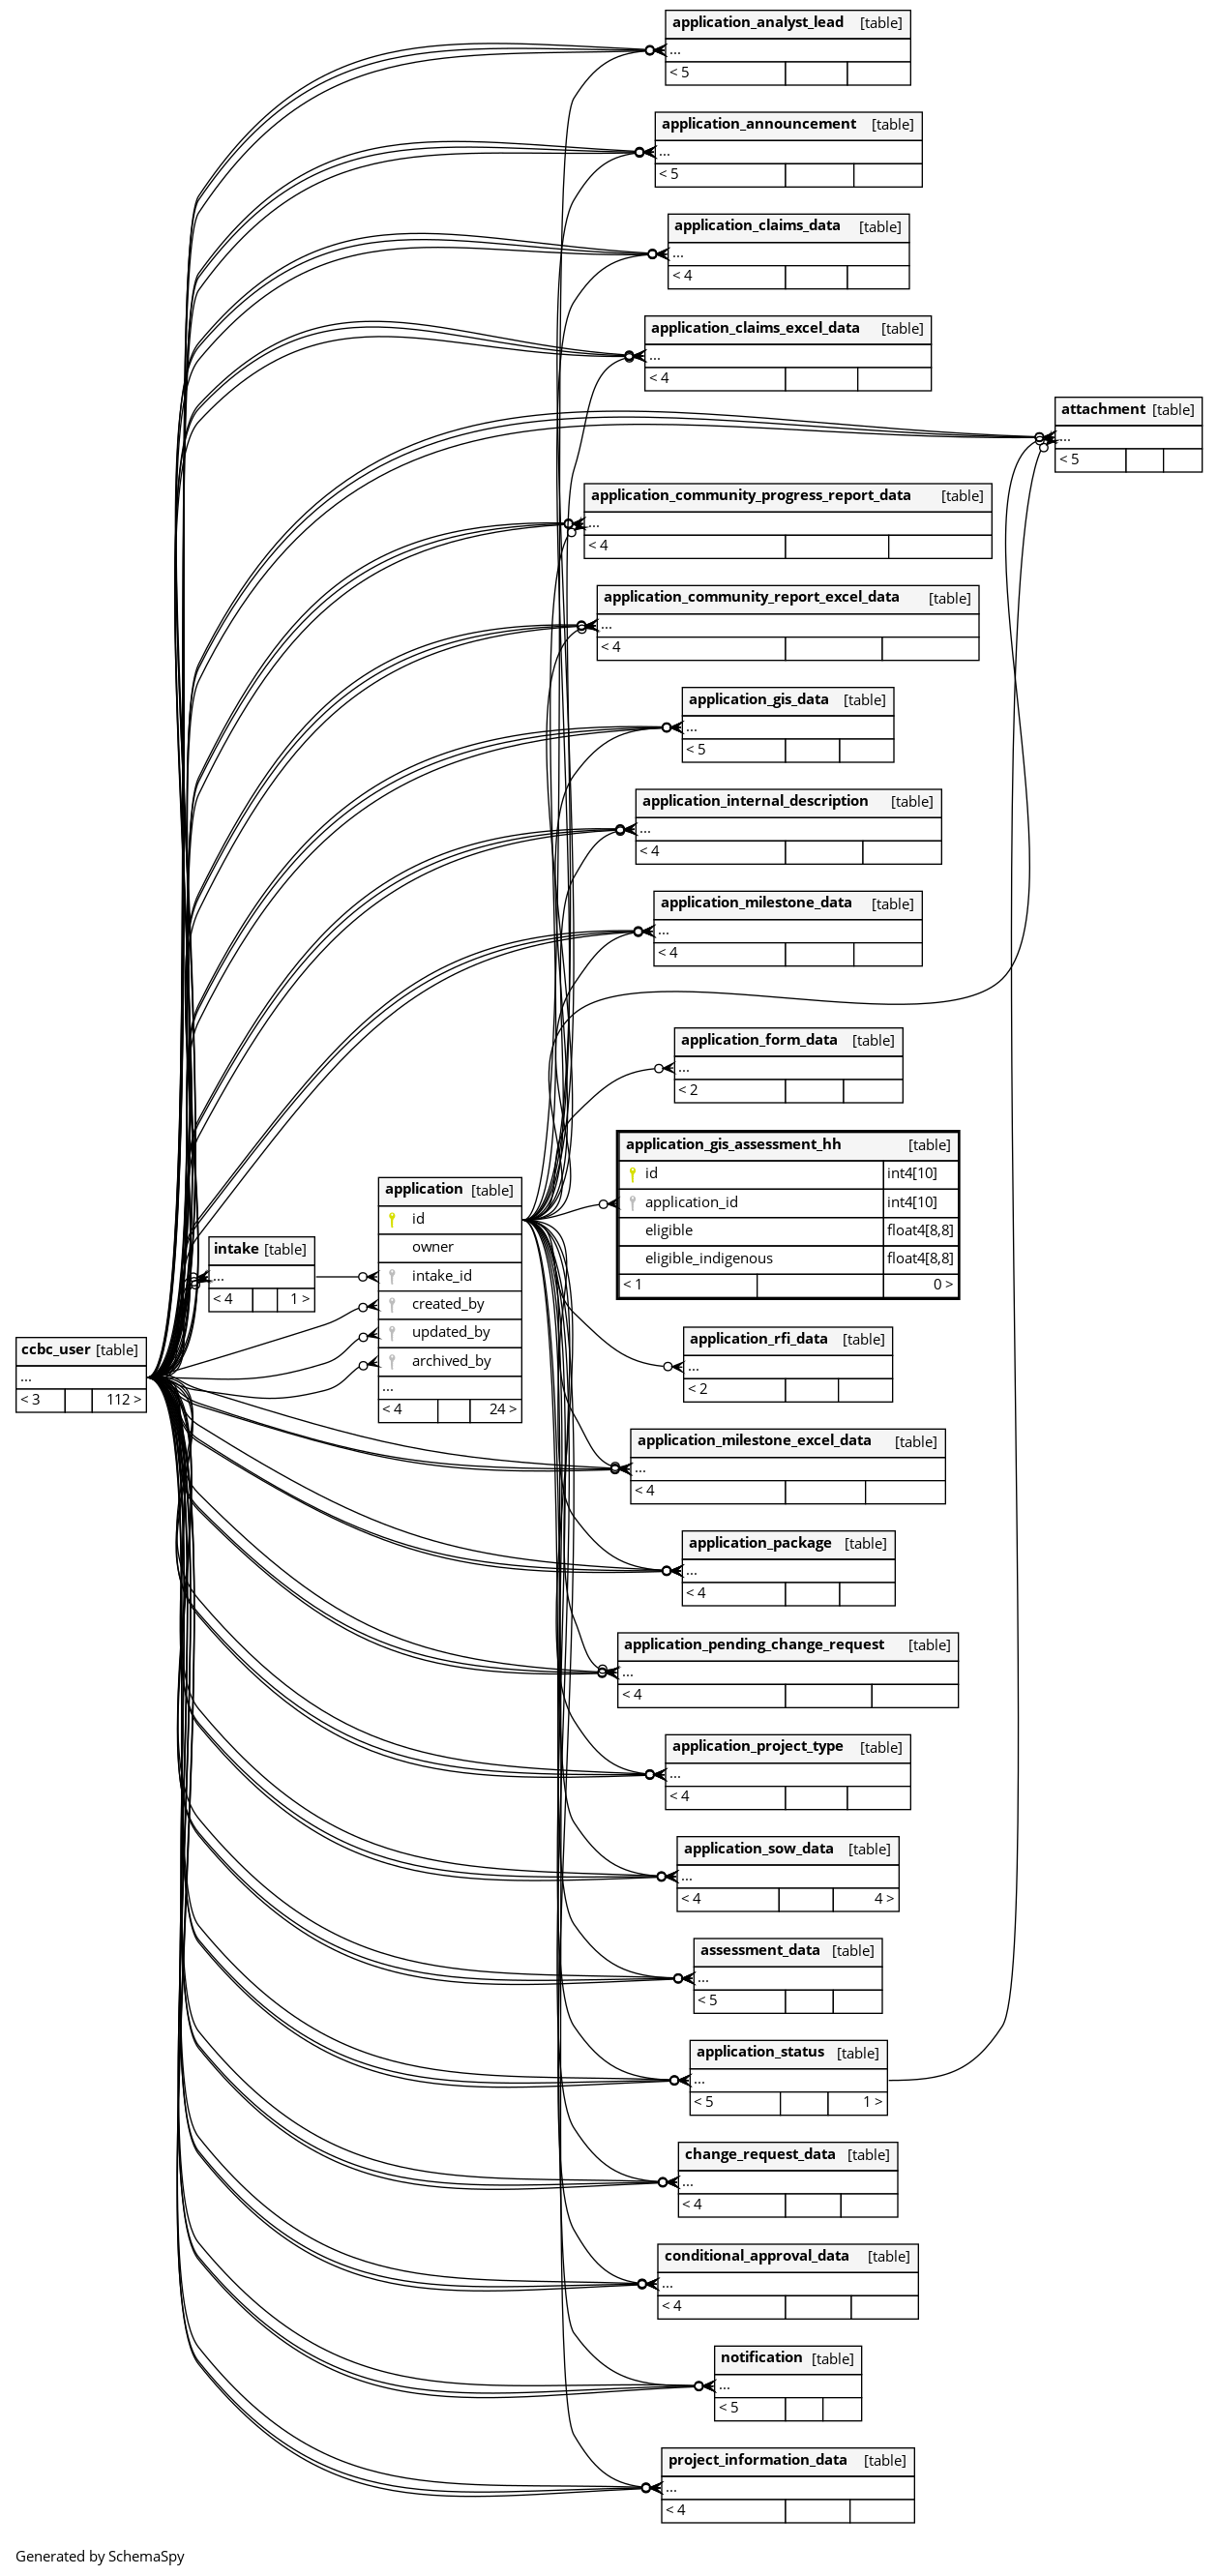 application_analyst_lead [table]
...
< 5
application_announcement [table]
...
< 5
application_claims_data [table]
...
< 4
application_claims_excel_data [table]
...
< 4
attachment [table]
...
< 5
application_community_progress_report_data [table]
...
< 4
application_community_report_excel_data [table]
...
< 4
application_gis_data [table]
...
< 5
application_internal_description [table]
...
< 4
application_milestone_data [table]
...
< 4
application_form_data [table]
...
< 2
application_gis_assessment_hh [table]
id int4[10]
application_id int4[10]
eligible float4[8,8]
eligible_indigenous float4[8,8]
< 1 0 >
application [table]
id
owner
intake_id
created_by
updated_by
archived_by
...
< 4 24 >
intake [table]
...
< 4 1 >
ccbc_user [table]
...
< 3 112 >
application_rfi_data [table]
...
< 2
application_milestone_excel_data [table]
...
< 4
application_package [table]
...
< 4
application_pending_change_request [table]
...
< 4
application_project_type [table]
...
< 4
application_sow_data [table]
...
< 4 4 >
assessment_data [table]
...
< 5
application_status [table]
...
< 5 1 >
change_request_data [table]
...
< 4
conditional_approval_data [table]
...
< 4
notification [table]
...
< 5
project_information_data [table]
...
< 4
Generated by SchemaSpy